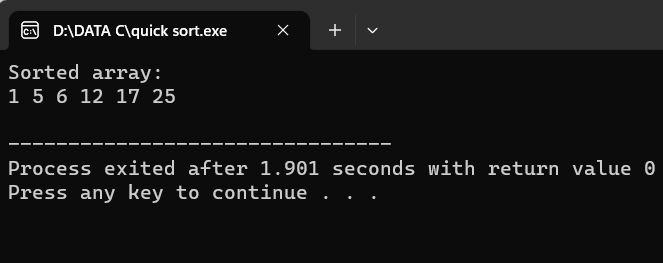 D:\DATA C\quick sort.exe
Sorted array:
1 5 6 12 17 25
--------------------------------
Process exited after 1.901 seconds with return value 0
Press any key to continue . . .